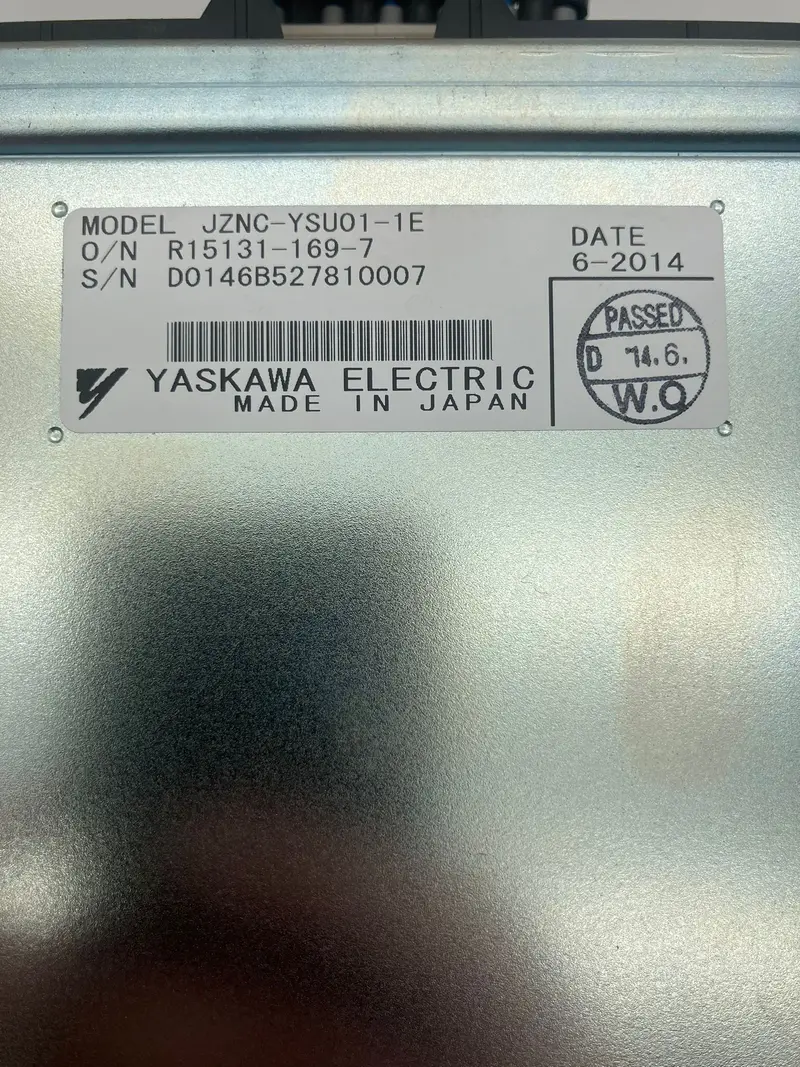 MODEL JZNC-YSU01-1E
O/N R15131-169-7
S/N D0146B527810007
DATE
6-2014
PASSED
D '14.6.
W.O
YASKAWA ELECTRIC
MADE IN JAPAN